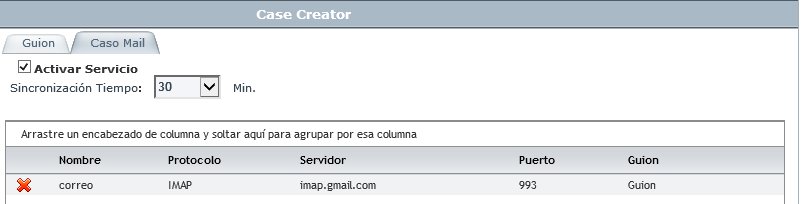 Case Creator
Guion Caso Mail
Activar Servicio
Sincronización Tiempo: 30 Min.
Arrastre un encabezado de columna y soltar aquí para agrupar por esa columna
Nombre Protocolo Servidor Puerto Guion
correo IMAP imap.gmail.com 993 Guion